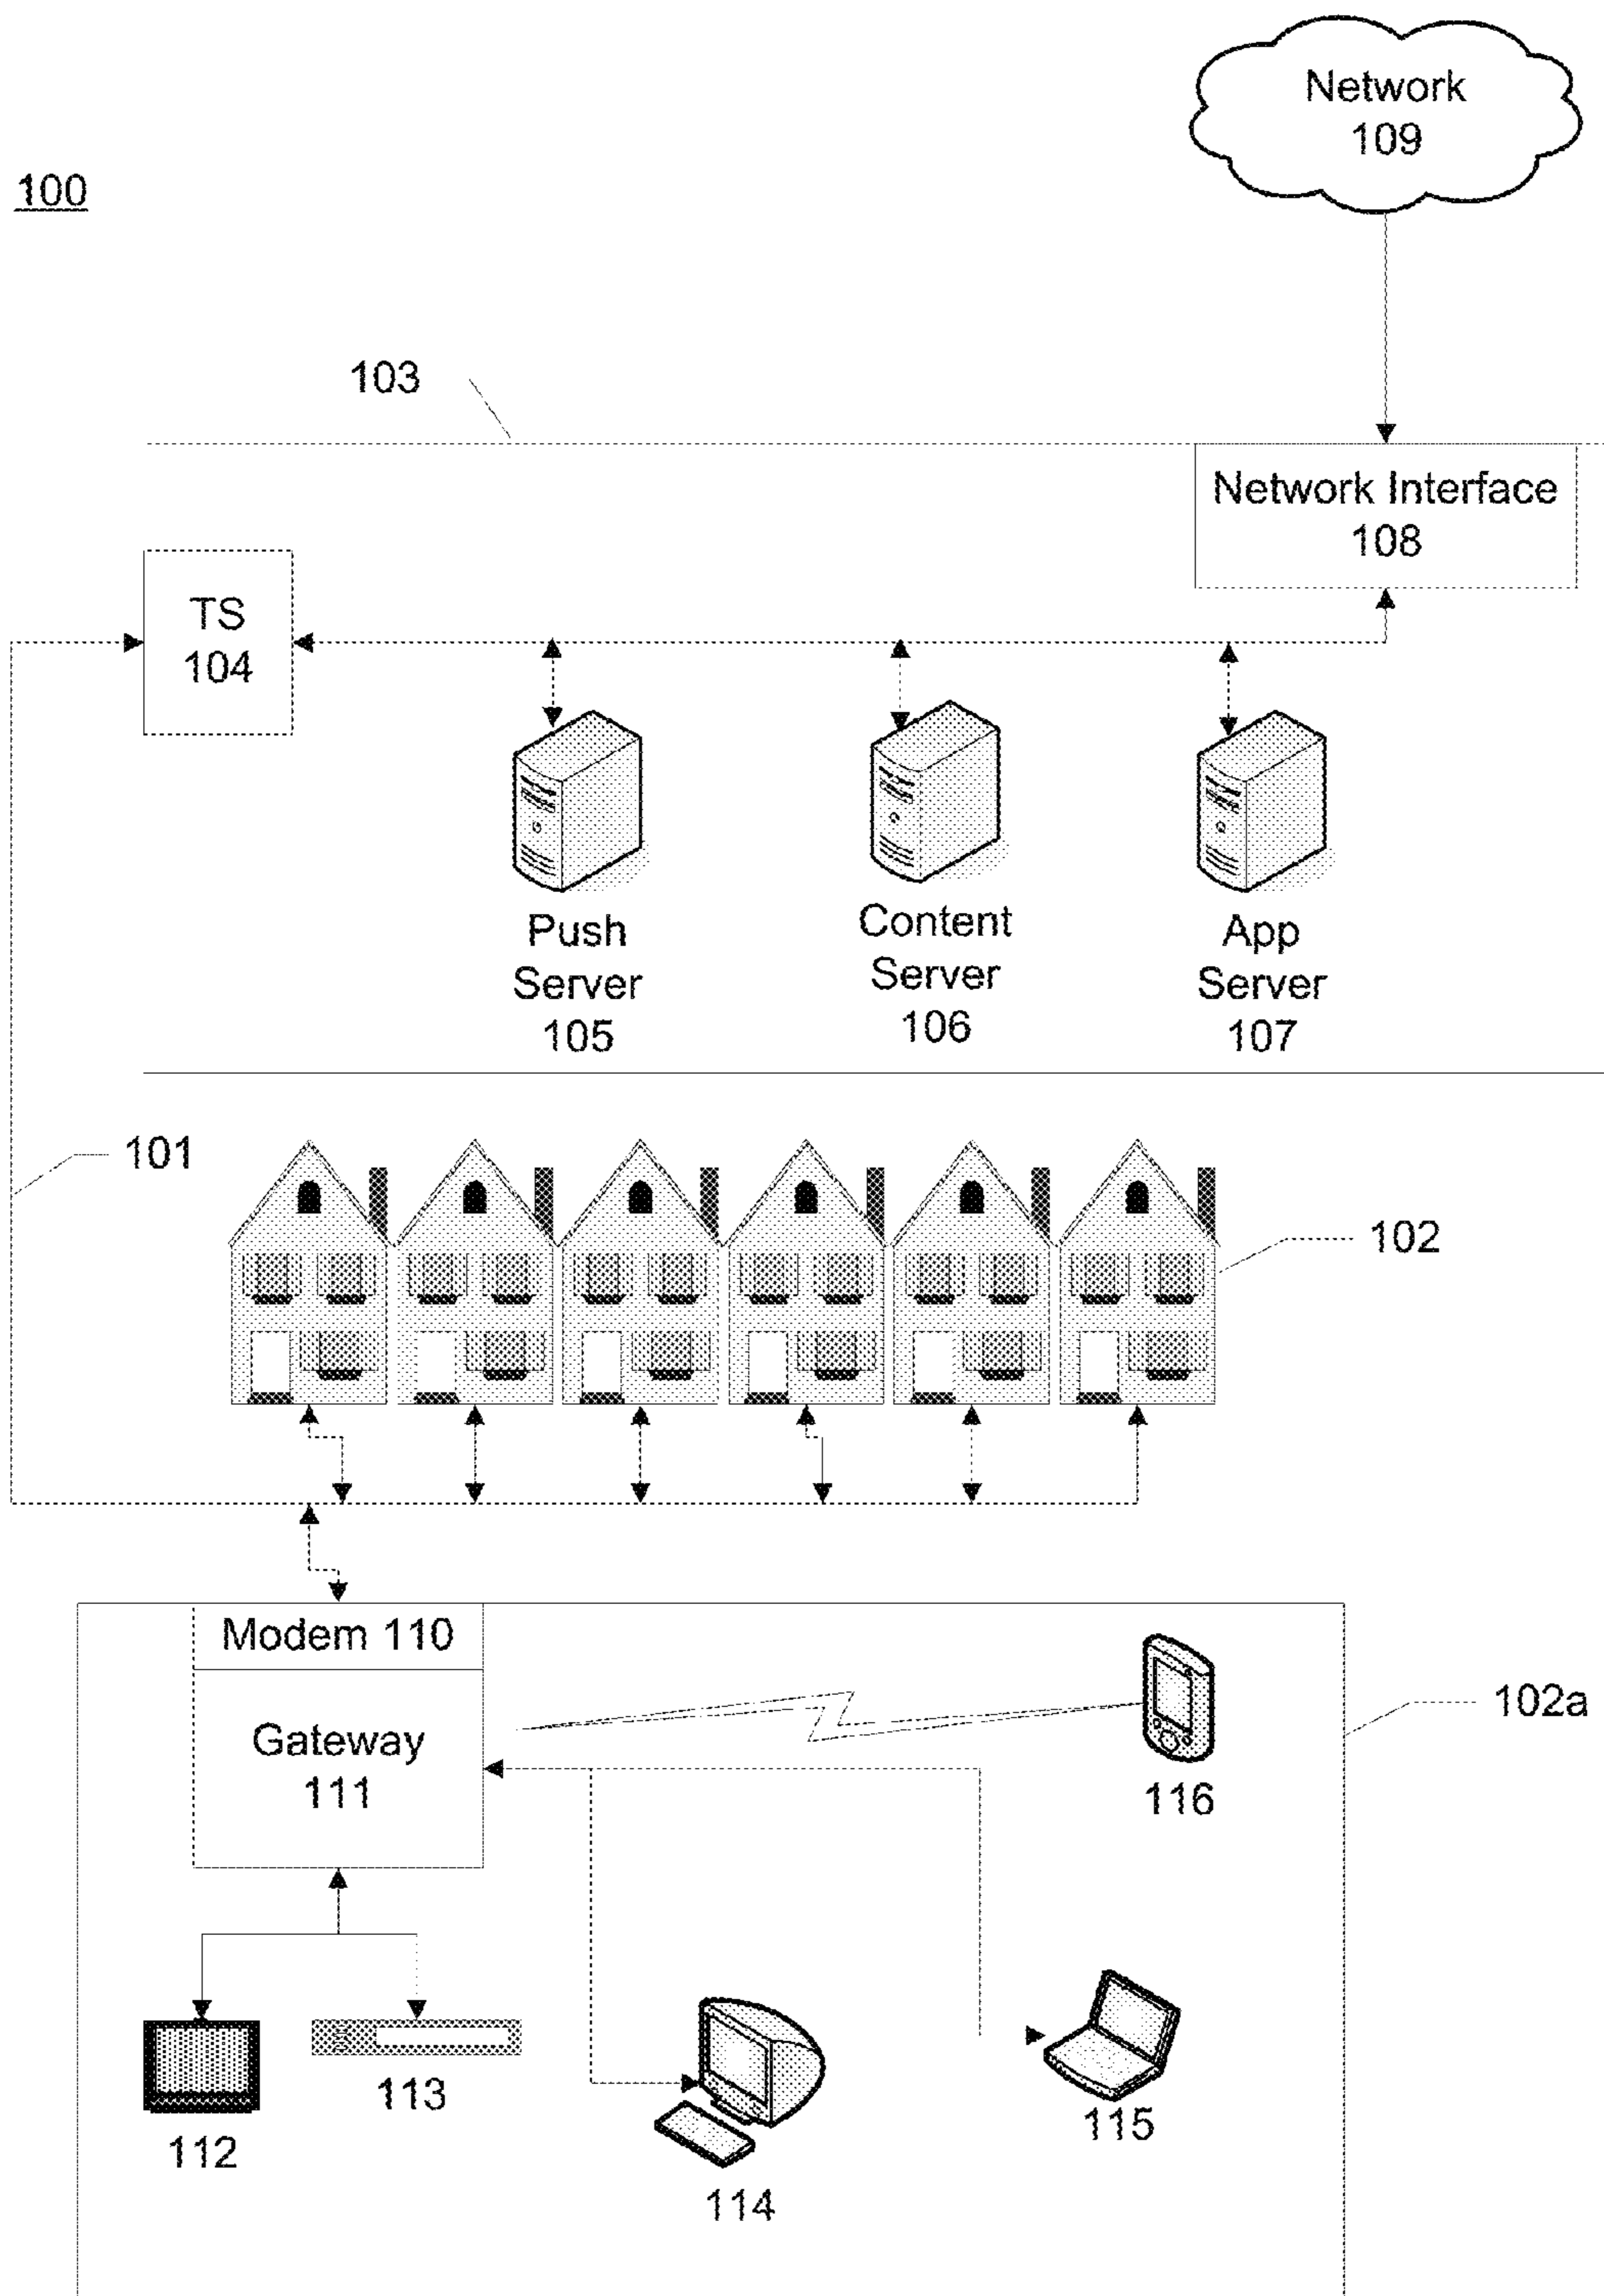 Network
109
100
103
Network Interface
108
TS
104
Push
Server
105
Content
Server
106
App
Server
107
101
102
Modem 110
102a
Gateway
111
116
112
113
114
115